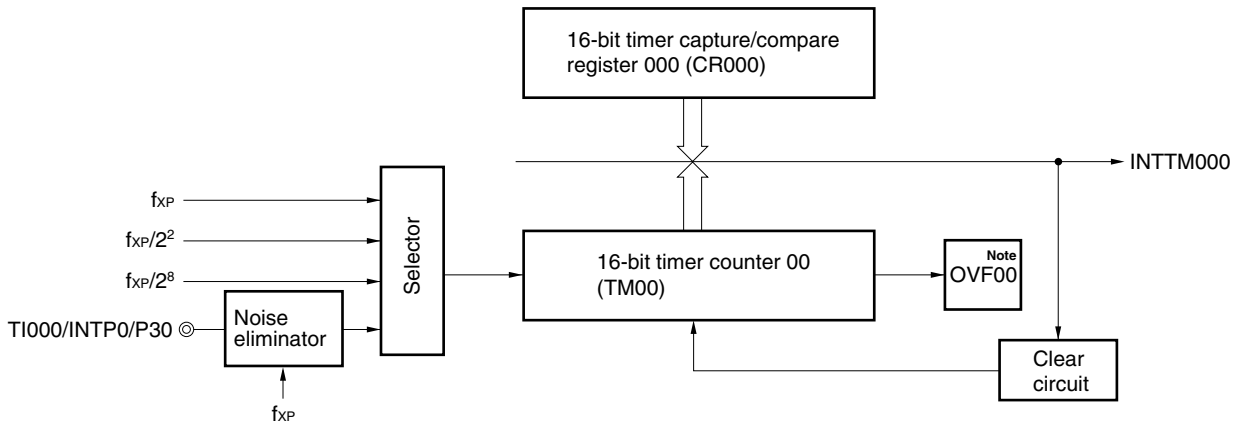 16-bit timer capture/compare
register 000 (CR000)
INTTM000
fXP
fXP/2²
fXP/2⁸
TI000/INTP0/P30
Noise
eliminator
fXP
Selector
16-bit timer counter 00
(TM00)
Note
OVF00
Clear
circuit